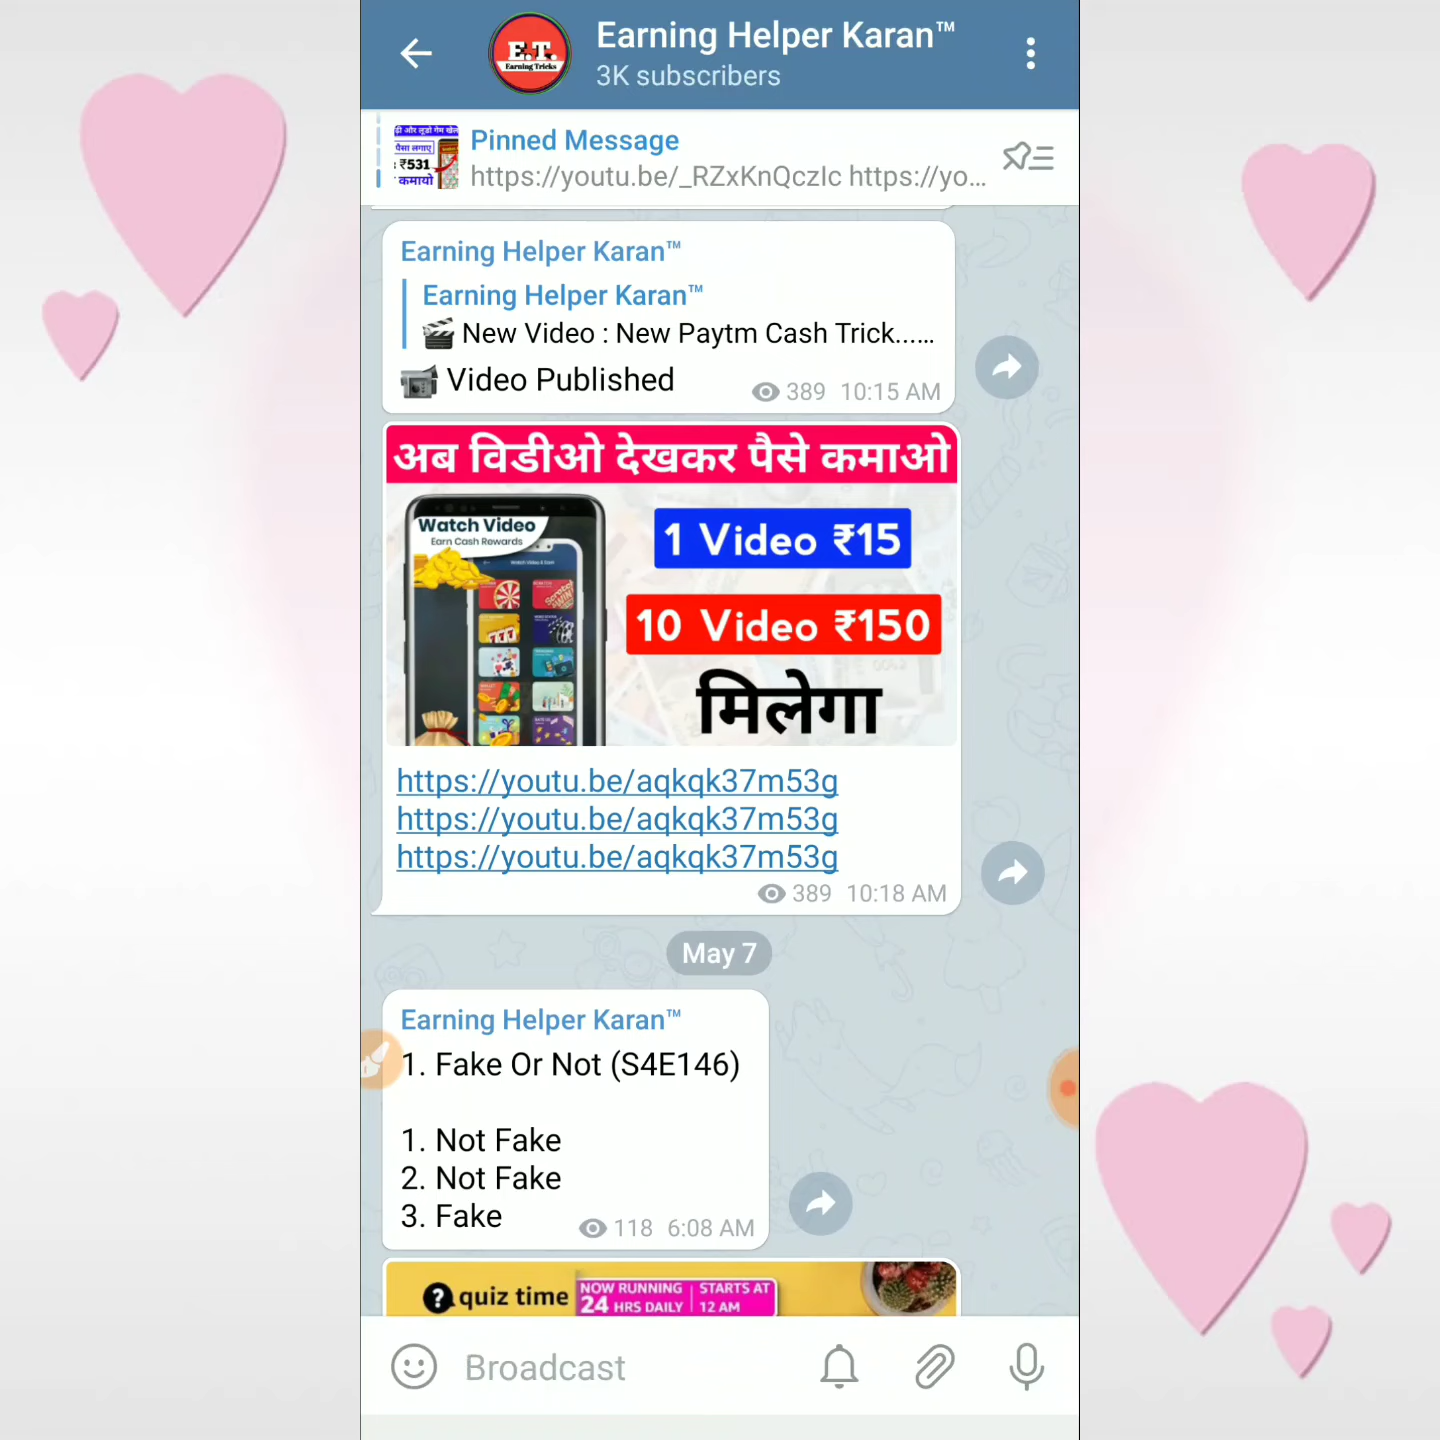 E.T.
Earning Tricks
Earning Helper Karan™
3K subscribers
पैसा लगाए
₹531
कमायो
Pinned Message
https://youtu.be/_RZxKnQczIc https://yo...
Earning Helper Karan™
Earning Helper Karan™
New Video : New Paytm Cash Trick......
Video Published
389 10:15 AM
अब विडीओ देखकर पैसे कमाओ
Watch Video
Earn Cash Rewards
1 Video ₹15
10 Video ₹150
मिलेगा
https://youtu.be/aqkqk37m53g
https://youtu.be/aqkqk37m53g
https://youtu.be/aqkqk37m53g
389 10:18 AM
May 7
Earning Helper Karan™
1. Fake Or Not (S4E146)
1. Not Fake
2. Not Fake
3. Fake
118 6:08 AM
? quiz time
NOW RUNNING
24 HRS DAILY
STARTS AT
12 AM
Broadcast